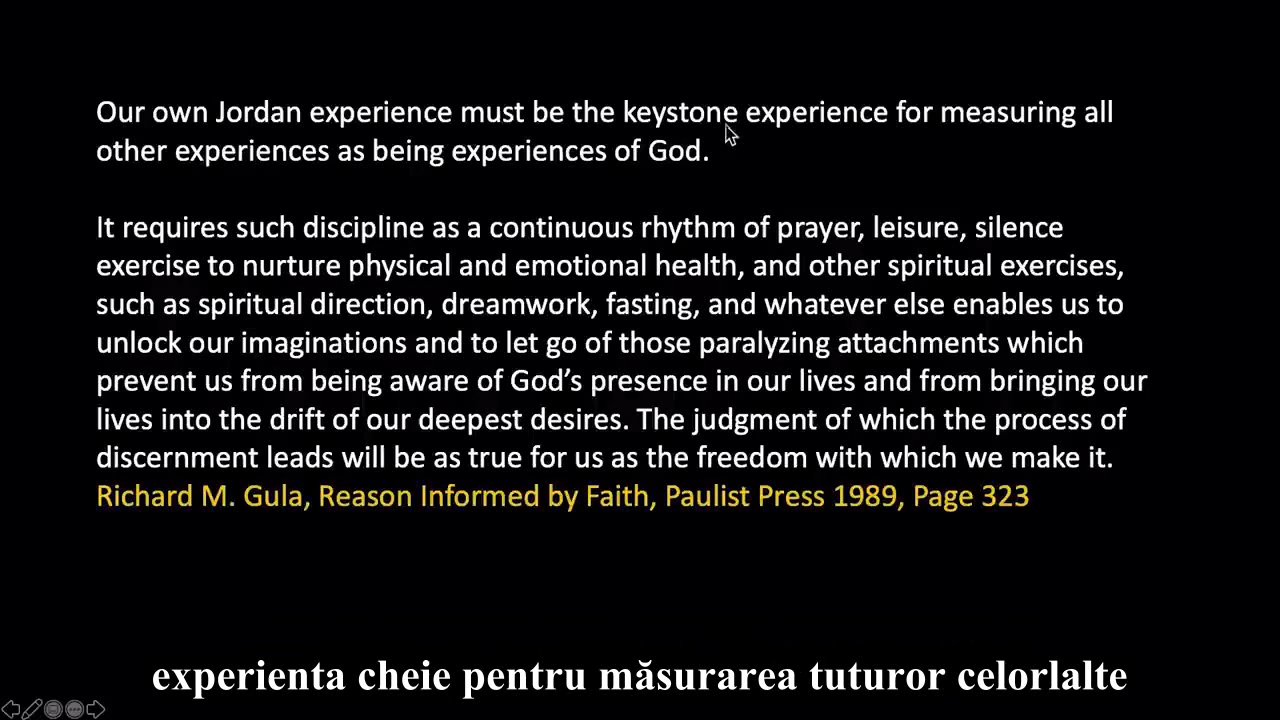 Our own Jordan experience must be the keystone experience for measuring all
other experiences as being experiences of God.
It requires such discipline as a continuous rhythm of prayer, leisure, silence
exercise to nurture physical and emotional health, and other spiritual exercises,
such as spiritual direction, dreamwork, fasting, and whatever else enables us to
unlock our imaginations and to let go of those paralyzing attachments which
prevent us from being aware of God’s presence in our lives and from bringing our
lives into the drift of our deepest desires. The judgment of which the process of
discernment leads will be as true for us as the freedom with which we make it.
Richard M. Gula, Reason Informed by Faith, Paulist Press 1989, Page 323
experienta cheie pentru măsurarea tuturor celorlalte